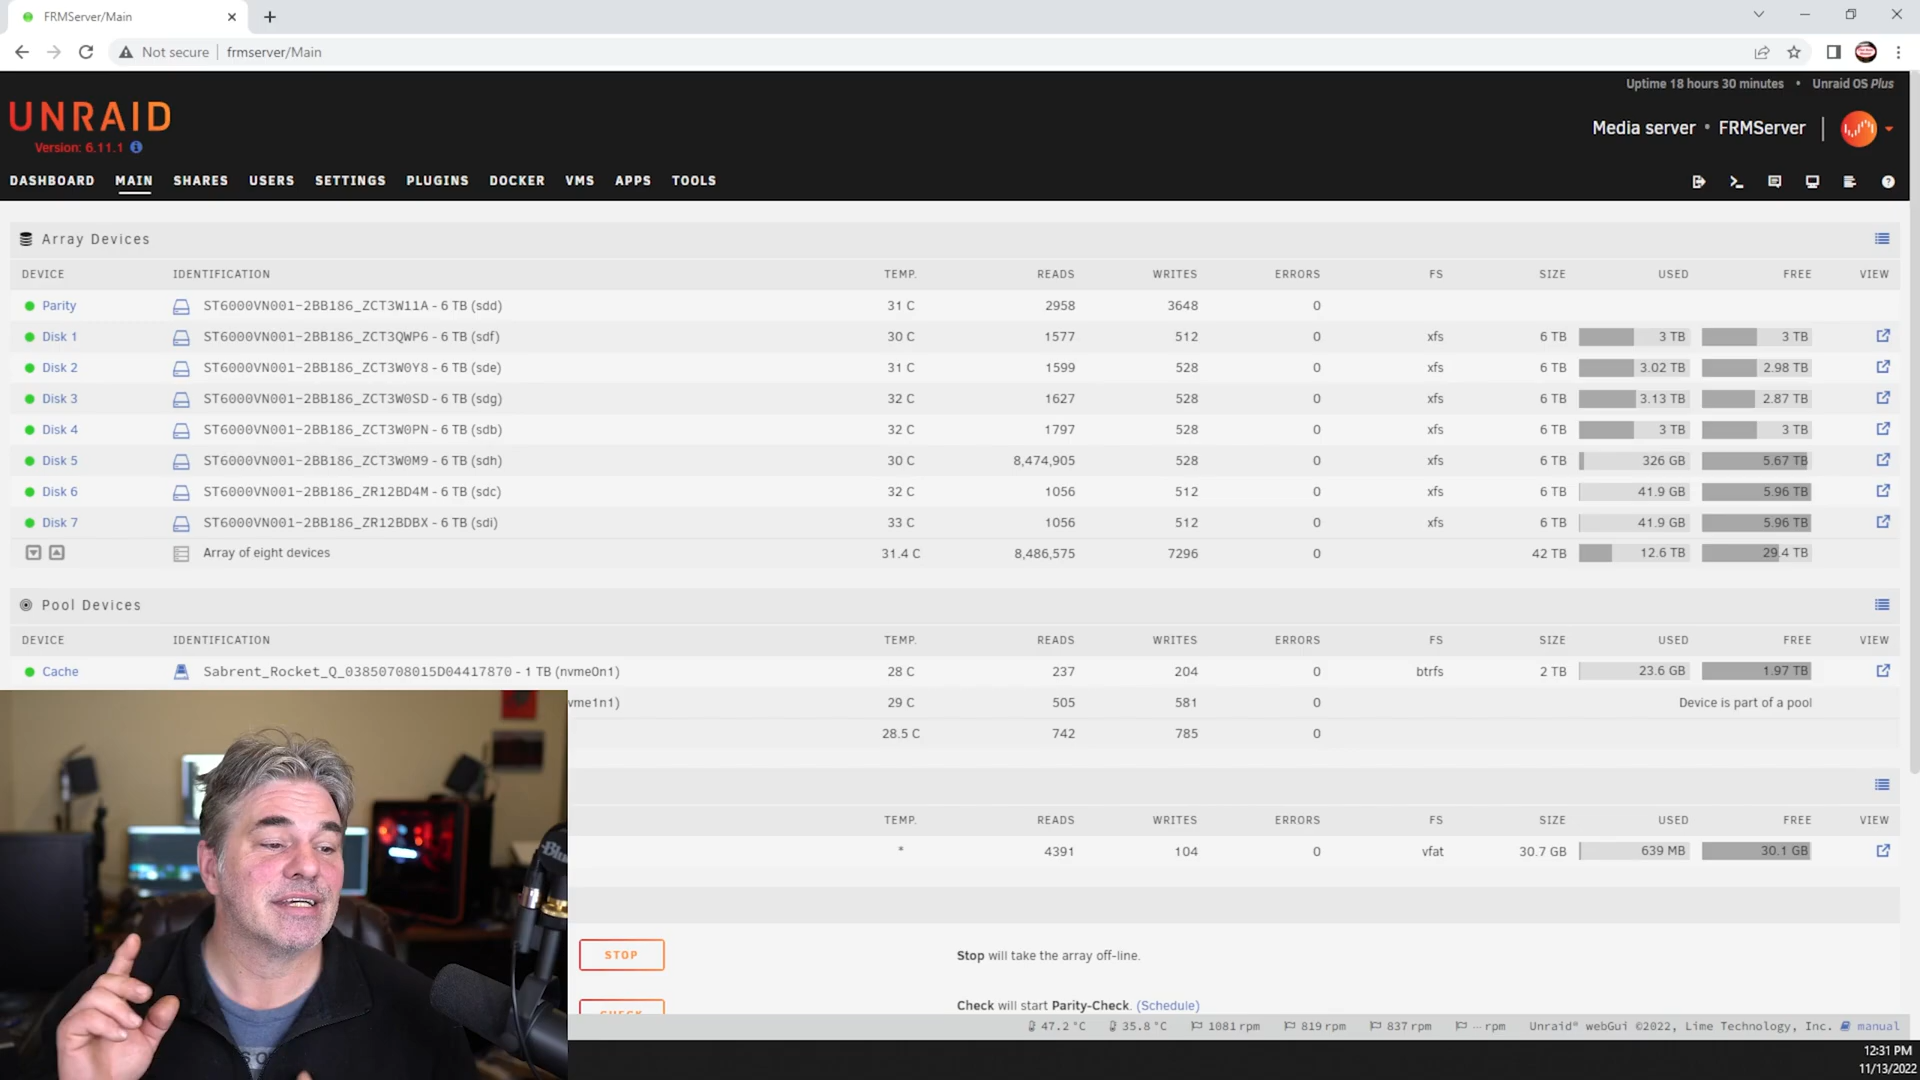 FRMServer/Main
Not secure frmserver/Main
Uptime 18 hours 30 minutes • Unraid OS Plus
UNRAID
Version: 6.11.1
Media server • FRMServer
DASHBOARD MAIN SHARES USERS SETTINGS PLUGINS DOCKER VMS APPS TOOLS
Array Devices
DEVICE IDENTIFICATION TEMP. READS WRITES ERRORS FS SIZE USED FREE VIEW
Parity ST6000VN001-2BB186_ZCT3W11A - 6 TB (sdd) 31 C 2958 3648 0
Disk 1 ST6000VN001-2BB186_ZCT3QWP6 - 6 TB (sdf) 30 C 1577 512 0 xfs 6 TB 3 TB 3 TB
Disk 2 ST6000VN001-2BB186_ZCT3W0Y8 - 6 TB (sde) 31 C 1599 528 0 xfs 6 TB 3.02 TB 2.98 TB
Disk 3 ST6000VN001-2BB186_ZCT3W0SD - 6 TB (sdg) 32 C 1627 528 0 xfs 6 TB 3.13 TB 2.87 TB
Disk 4 ST6000VN001-2BB186_ZCT3W0PN - 6 TB (sdb) 32 C 1797 528 0 xfs 6 TB 3 TB 3 TB
Disk 5 ST6000VN001-2BB186_ZCT3W0M9 - 6 TB (sdh) 30 C 8,474,905 528 0 xfs 6 TB 326 GB 5.67 TB
Disk 6 ST6000VN001-2BB186_ZR12BD4M - 6 TB (sdc) 32 C 1056 512 0 xfs 6 TB 41.9 GB 5.96 TB
Disk 7 ST6000VN001-2BB186_ZR12BDBX - 6 TB (sdi) 33 C 1056 512 0 xfs 6 TB 41.9 GB 5.96 TB
Array of eight devices 31.4 C 8,486,575 7296 0 42 TB 12.6 TB 29.4 TB
Pool Devices
DEVICE IDENTIFICATION TEMP. READS WRITES ERRORS FS SIZE USED FREE VIEW
Cache Sabrent_Rocket_Q_03850708015D04417870 - 1 TB (nvme0n1) 28 C 237 204 0 btrfs 2 TB 23.6 GB 1.97 TB
vme1n1) 29 C 505 581 0 Device is part of a pool
28.5 C 742 785 0
TEMP. READS WRITES ERRORS FS SIZE USED FREE VIEW
* 4391 104 0 vfat 30.7 GB 639 MB 30.1 GB
STOP Stop will take the array off-line.
CHECK Check will start Parity-Check. (Schedule)
47.2 °C 35.8 °C 1081 rpm 819 rpm 837 rpm --- rpm Unraid® webGui ©2022, Lime Technology, Inc. manual
12:31 PM
11/13/2022